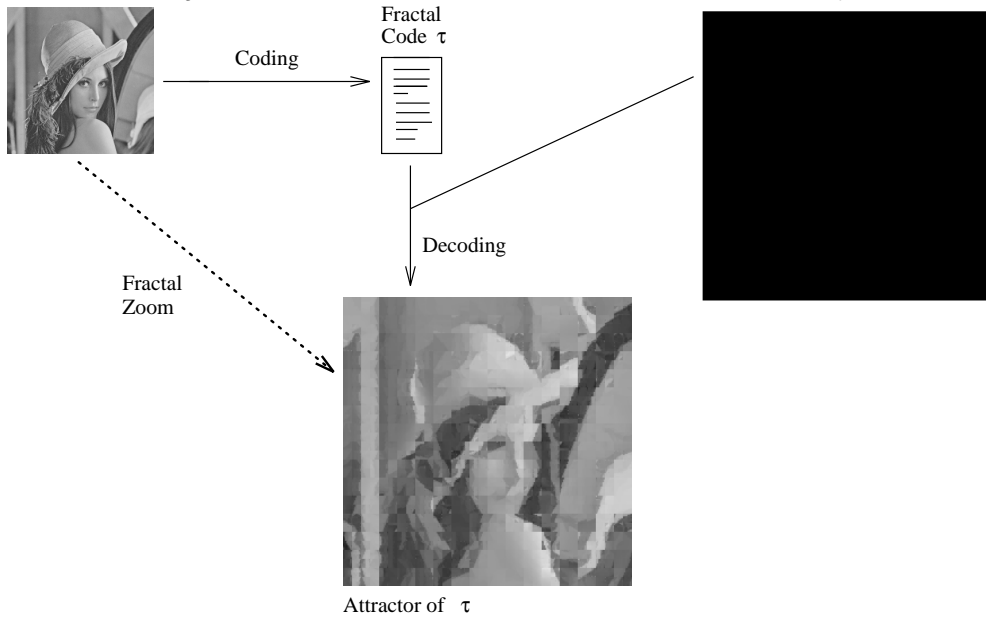 Fractal
Code τ
Coding
Decoding
Fractal
Zoom
Attractor of τ